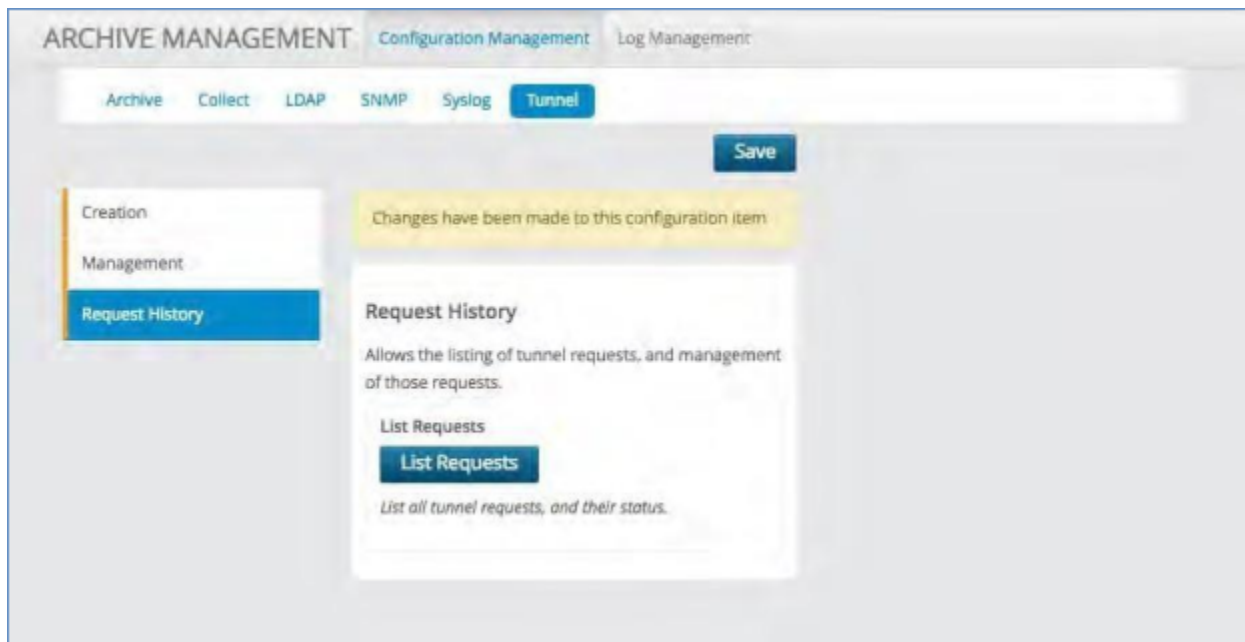 ARCHIVE MANAGEMENT Configuration Management Log Management
Archive Collect LDAP SNMP Syslog Tunnel
Save
Creation
Management
Request History
Changes have been made to this configuration item
Request History
Allows the listing of tunnel requests, and management
of those requests.
List Requests
List Requests
List all tunnel requests, and their status.